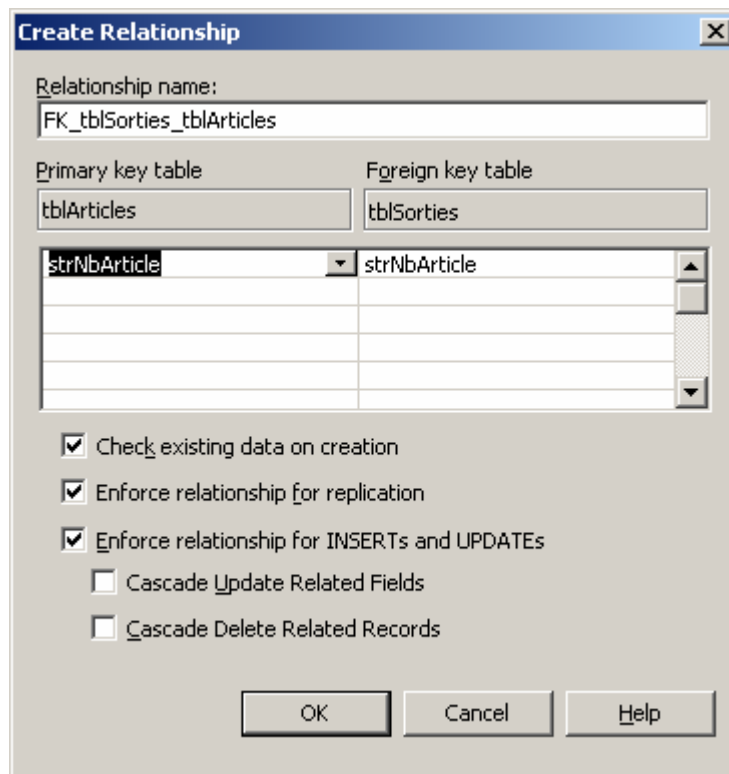 Create Relationship
Relationship name:
FK_tblSorties_tblArticles
Primary key table Foreign key table
tblArticles tblSorties
strNbArticle strNbArticle
Check existing data on creation
Enforce relationship for replication
Enforce relationship for INSERTs and UPDATEs
Cascade Update Related Fields
Cascade Delete Related Records
OK Cancel Help